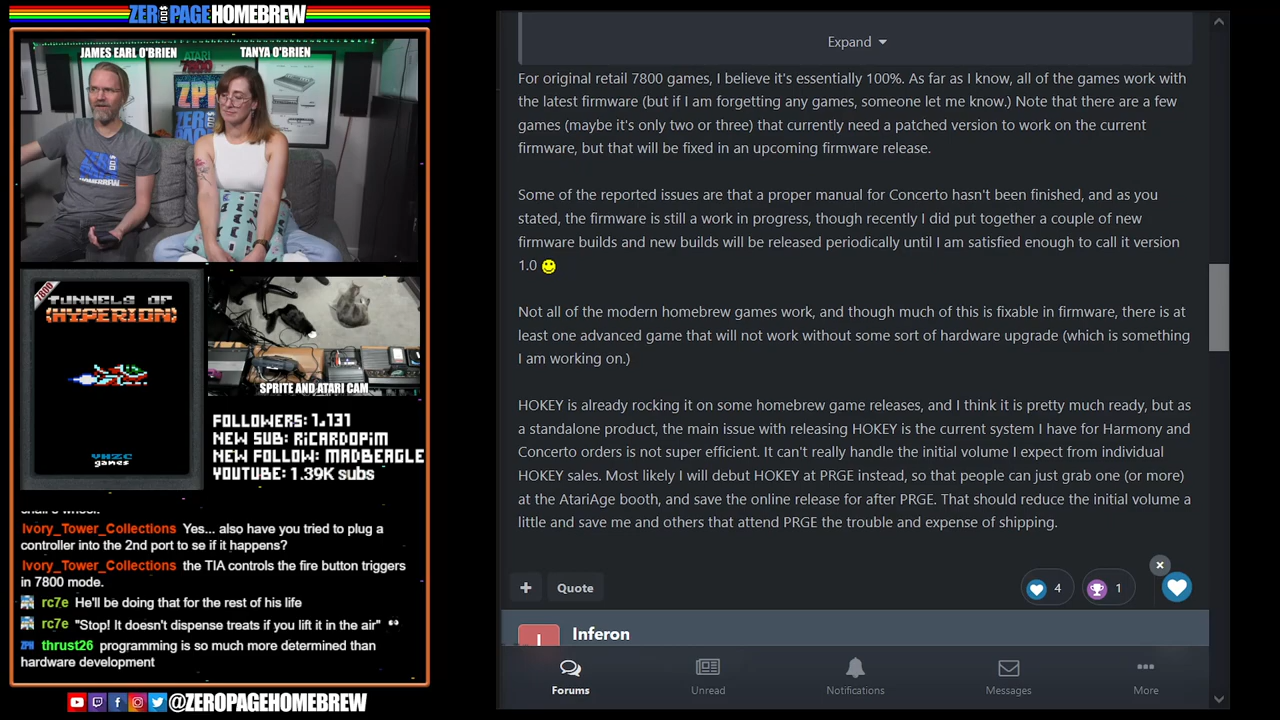 ZERO PAGE HOMEBREW
JAMES EARL O'BRIEN
TANYA O'BRIEN
ATARI
7800
ZPH
7800
TUNNELS OF
(HYPERION)
VHZC
games
SPRITE AND ATARI CAM
FOLLOWERS: 1,131
NEW SUB: RICARDOPIM
NEW FOLLOW: MADBEAGLE
YOUTUBE: 1.39K subs
Ivory_Tower_Collections Yes... also have you tried to plug a
controller into the 2nd port to se if it happens?
Ivory_Tower_Collections the TIA controls the fire button triggers
in 7800 mode.
rc7e He'll be doing that for the rest of his life
rc7e "Stop! It doesn't dispense treats if you lift it in the air" 👀
ZPH thrust26 programming is so much more determined than
hardware development
@ZEROPAGEHOMEBREW
Expand
For original retail 7800 games, I believe it's essentially 100%. As far as I know, all of the games work with
the latest firmware (but if I am forgetting any games, someone let me know.) Note that there are a few
games (maybe it's only two or three) that currently need a patched version to work on the current
firmware, but that will be fixed in an upcoming firmware release.
Some of the reported issues are that a proper manual for Concerto hasn't been finished, and as you
stated, the firmware is still a work in progress, though recently I did put together a couple of new
firmware builds and new builds will be released periodically until I am satisfied enough to call it version
1.0 🙂
Not all of the modern homebrew games work, and though much of this is fixable in firmware, there is at
least one advanced game that will not work without some sort of hardware upgrade (which is something
I am working on.)
HOKEY is already rocking it on some homebrew game releases, and I think it is pretty much ready, but as
a standalone product, the main issue with releasing HOKEY is the current system I have for Harmony and
Concerto orders is not super efficient. It can't really handle the initial volume I expect from individual
HOKEY sales. Most likely I will debut HOKEY at PRGE instead, so that people can just grab one (or more)
at the AtariAge booth, and save the online release for after PRGE. That should reduce the initial volume a
little and save me and others that attend PRGE the trouble and expense of shipping.
+ Quote
4
1
I
Inferon
Forums
Unread
Notifications
Messages
More